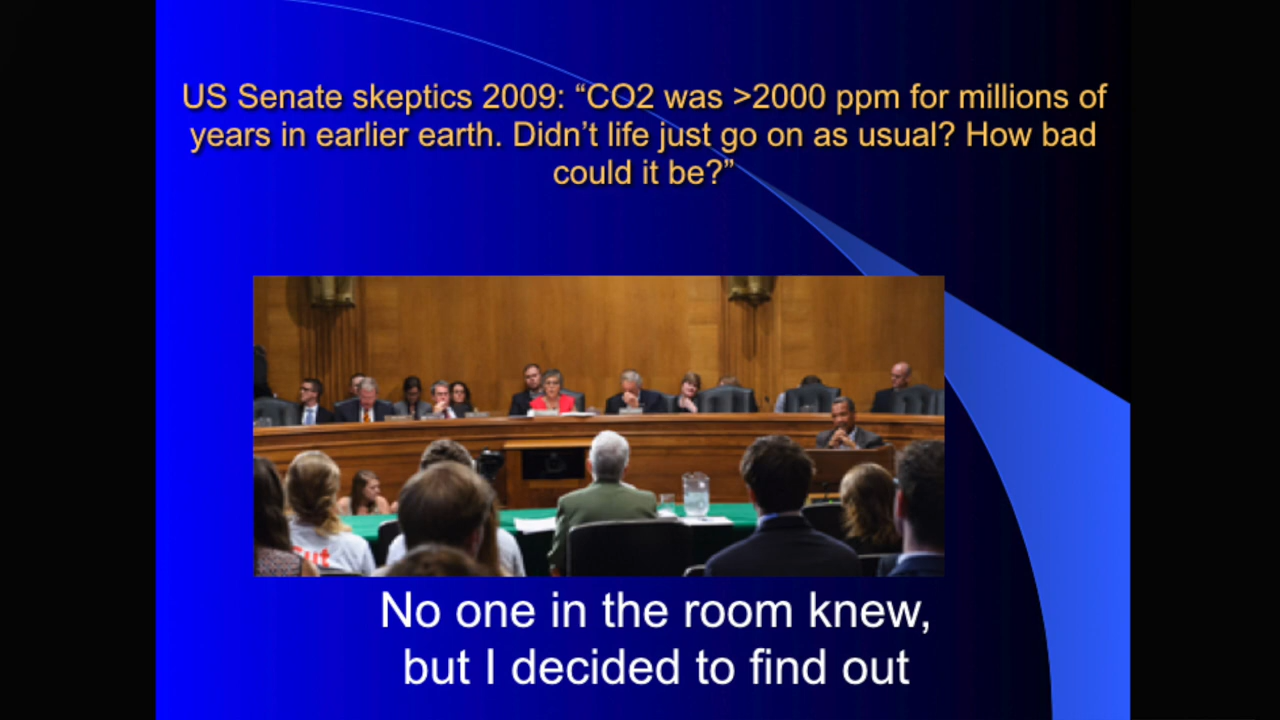 US Senate skeptics 2009: “CO2 was >2000 ppm for millions of
years in earlier earth. Didn’t life just go on as usual? How bad
could it be?”
No one in the room knew,
but I decided to find out